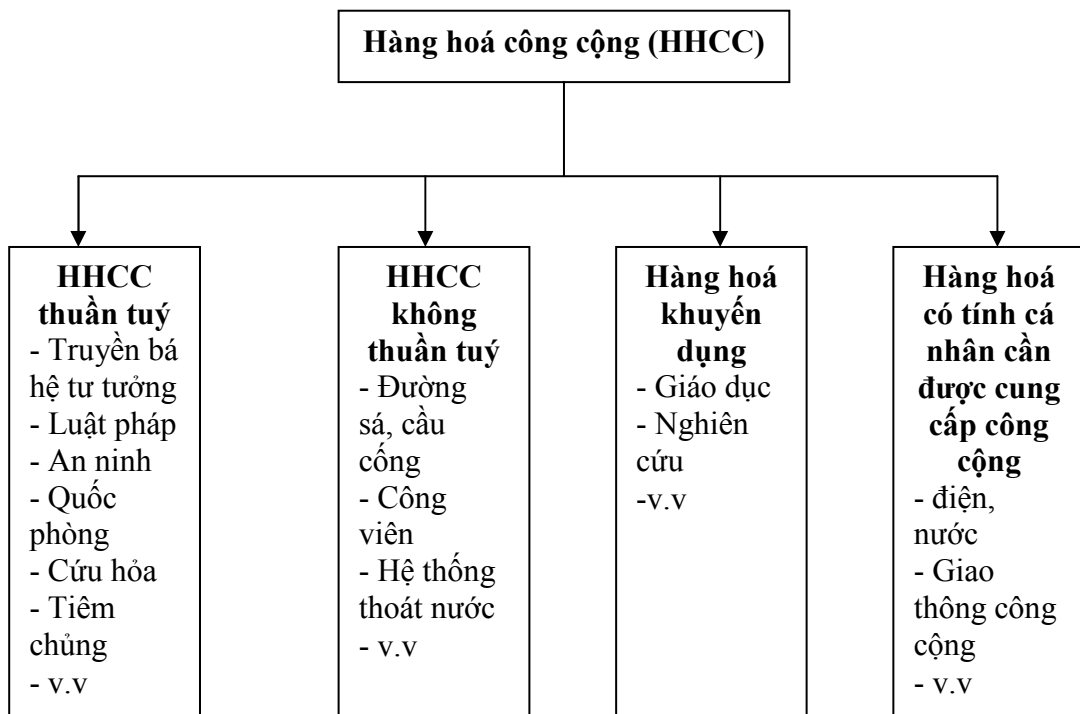 Hàng hoá công cộng (HHCC)
HHCC
thuần tuý
- Truyền bá
hệ tư tưởng
- Luật pháp
- An ninh
- Quốc
phòng
- Cứu hỏa
- Tiêm
chủng
- v.v
HHCC
không
thuần tuý
- Đường
sá, cầu
cống
- Công
viên
- Hệ thống
thoát nước
- v.v
Hàng hoá
khuyến
dụng
- Giáo dục
- Nghiên
cứu
-v.v
Hàng hoá
có tính cá
nhân cần
được cung
cấp công
cộng
- điện,
nước
- Giao
thông công
cộng
- v.v